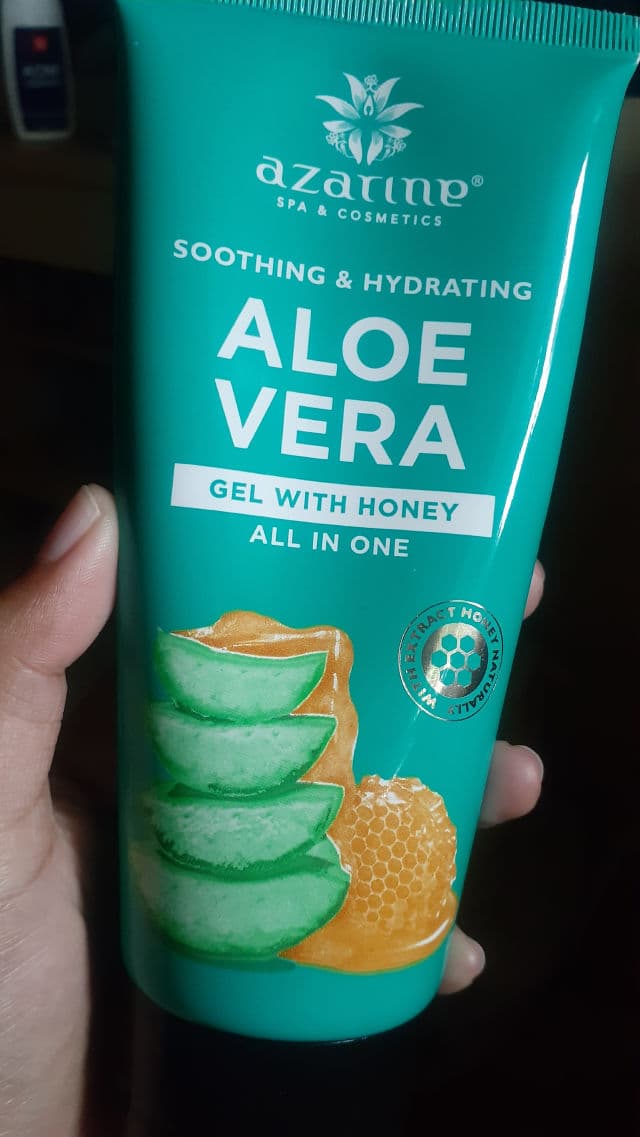 azarine®
SPA & COSMETICS
SOOTHING & HYDRATING
ALOE
VERA
GEL WITH HONEY
ALL IN ONE
WITH EXTRACT HONEY NATURALLY